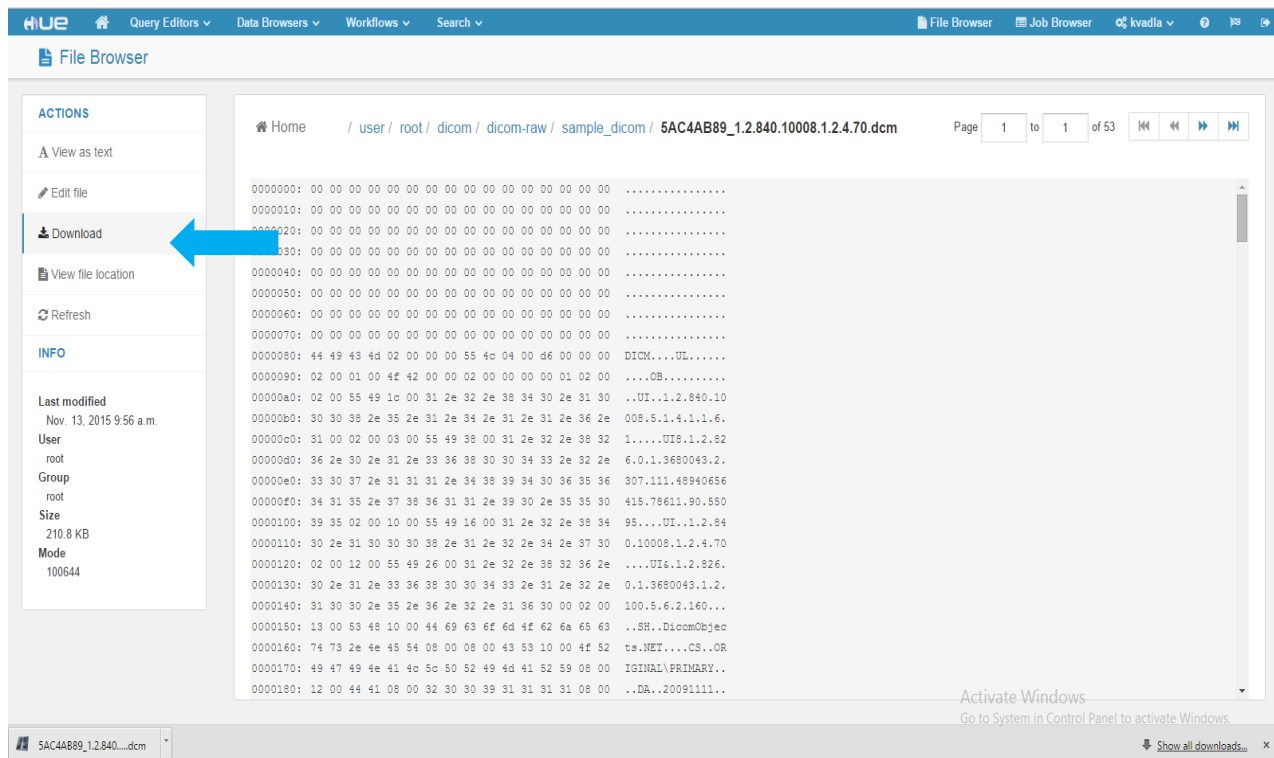 HUE Query Editors Data Browsers Workflows Search File Browser Job Browser kvadla
File Browser
ACTIONS
View as text
Edit file
Download
View file location
Refresh
INFO
Last modified
Nov. 13, 2015 9:56 a.m.
User
root
Group
root
Size
210.8 KB
Mode
100644
Home / user / root / dicom / dicom-raw / sample_dicom / 5AC4AB89_1.2.840.10008.1.2.4.70.dcm Page 1 to 1 of 53
0000000: 00 00 00 00 00 00 00 00 00 00 00 00 00 00 00 00 ................
0000010: 00 00 00 00 00 00 00 00 00 00 00 00 00 00 00 00 ................
020: 00 00 00 00 00 00 00 00 00 00 00 00 00 00 00 00 ................
030: 00 00 00 00 00 00 00 00 00 00 00 00 00 00 00 00 ................
0000040: 00 00 00 00 00 00 00 00 00 00 00 00 00 00 00 00 ................
0000050: 00 00 00 00 00 00 00 00 00 00 00 00 00 00 00 00 ................
0000060: 00 00 00 00 00 00 00 00 00 00 00 00 00 00 00 00 ................
0000070: 00 00 00 00 00 00 00 00 00 00 00 00 00 00 00 00 ................
0000080: 44 49 43 4d 02 00 00 00 55 4c 04 00 d6 00 00 00 DICM....UL......
0000090: 02 00 01 00 4f 42 00 00 02 00 00 00 00 01 02 00 ....OB..........
00000a0: 02 00 55 49 1c 00 31 2e 32 2e 38 34 30 2e 31 30 ..UI..1.2.840.10
00000b0: 30 30 38 2e 35 2e 31 2e 34 2e 31 2e 31 2e 36 2e 008.5.1.4.1.1.6.
00000c0: 31 00 02 00 03 00 55 49 38 00 31 2e 32 2e 38 32 1.....UI8.1.2.82
00000d0: 36 2e 30 2e 31 2e 33 36 38 30 30 34 33 2e 32 2e 6.0.1.3680043.2.
00000e0: 33 30 37 2e 31 31 31 2e 34 38 39 34 30 36 35 36 307.111.48940656
00000f0: 34 31 35 2e 37 38 36 31 31 2e 39 30 2e 35 35 30 415.78611.90.550
0000100: 39 35 02 00 10 00 55 49 16 00 31 2e 32 2e 38 34 95....UI..1.2.84
0000110: 30 2e 31 30 30 30 38 2e 31 2e 32 2e 34 2e 37 30 0.10008.1.2.4.70
0000120: 02 00 12 00 55 49 26 00 31 2e 32 2e 38 32 36 2e ....UI&.1.2.826.
0000130: 30 2e 31 2e 33 36 38 30 30 34 33 2e 31 2e 32 2e 0.1.3680043.1.2.
0000140: 31 30 30 2e 35 2e 36 2e 32 2e 31 36 30 00 02 00 100.5.6.2.160...
0000150: 13 00 53 48 10 00 44 69 63 6f 6d 4f 62 6a 65 63 ..SH..DicomObjec
0000160: 74 73 2e 4e 45 54 08 00 08 00 43 53 10 00 4f 52 ts.NET....CS..OR
0000170: 49 47 49 4e 41 4c 5c 50 52 49 4d 41 52 59 08 00 IGINAL\PRIMARY..
0000180: 12 00 44 41 08 00 32 30 30 39 31 31 31 31 08 00 ..DA..20091111..
Activate Windows
Go to System in Control Panel to activate Windows.
5AC4AB89_1.2.840.....dcm Show all downloads... x